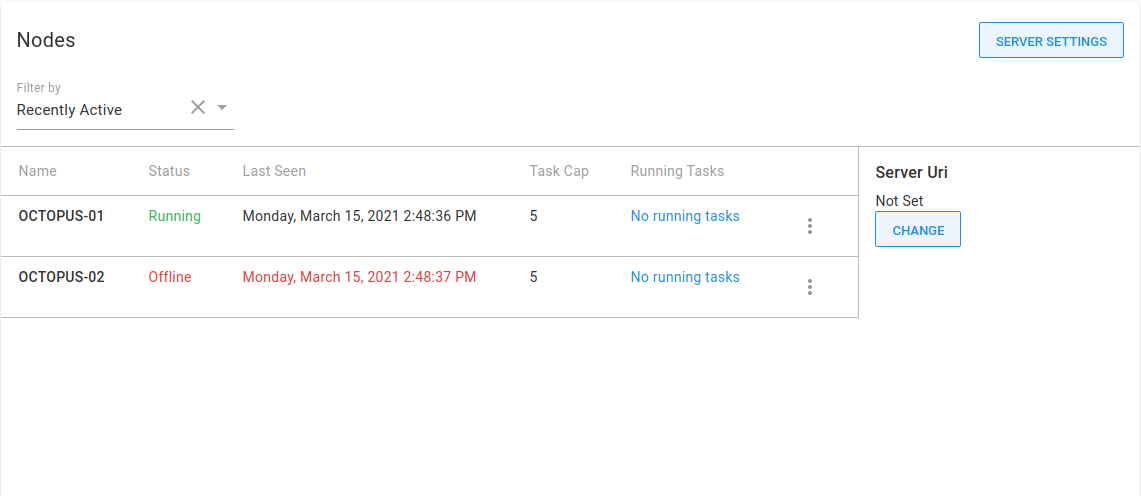 Nodes
SERVER SETTINGS
Filter by
Recently Active
Name Status Last Seen Task Cap Running Tasks
OCTOPUS-01 Running Monday, March 15, 2021 2:48:36 PM 5 No running tasks
OCTOPUS-02 Offline Monday, March 15, 2021 2:48:37 PM 5 No running tasks
Server Uri
Not Set
CHANGE